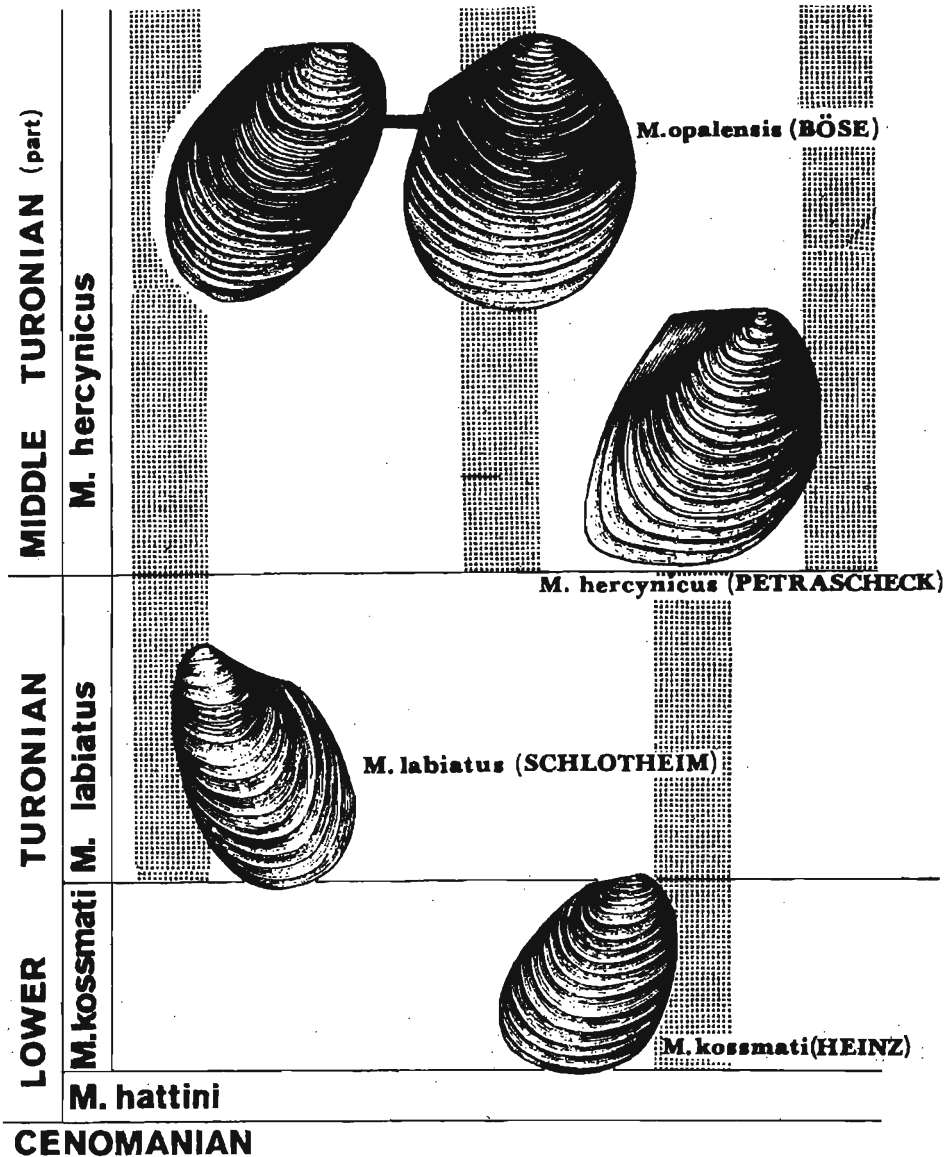 MIDDLE TURONIAN (part)
M. hercynicus
M.opalensis (BÖSE)
M. hercynicus (PETRASCHECK)
LOWER TURONIAN
M. labiatus
M. labiatus (SCHLOTHEIM)
M.kossmati
M.kossmati(HEINZ)
M. hattini
CENOMANIAN